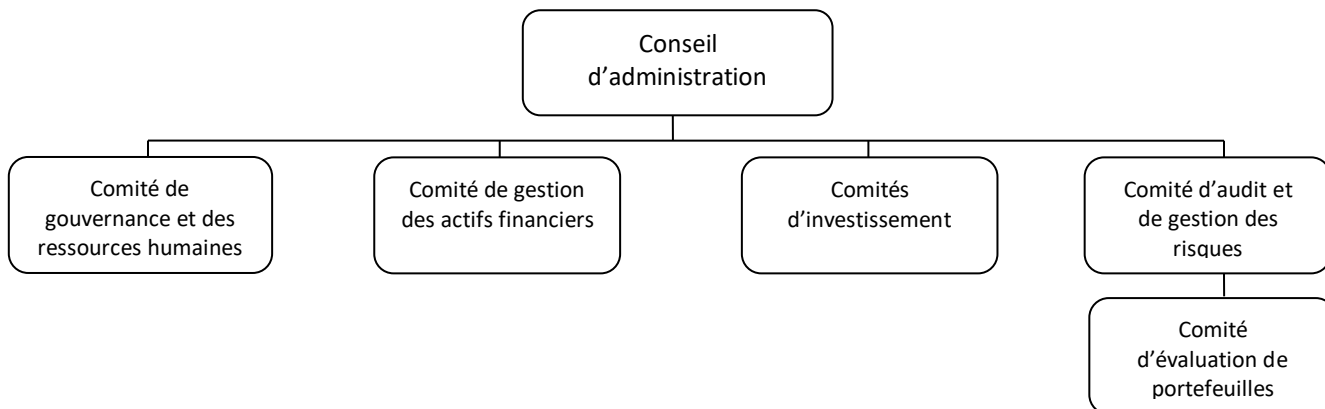 Conseil
d’administration
Comité de
gouvernance et des
ressources humaines
Comité de gestion
des actifs financiers
Comités
d’investissement
Comité d’audit et
de gestion des
risques
Comité
d’évaluation de
portefeuilles